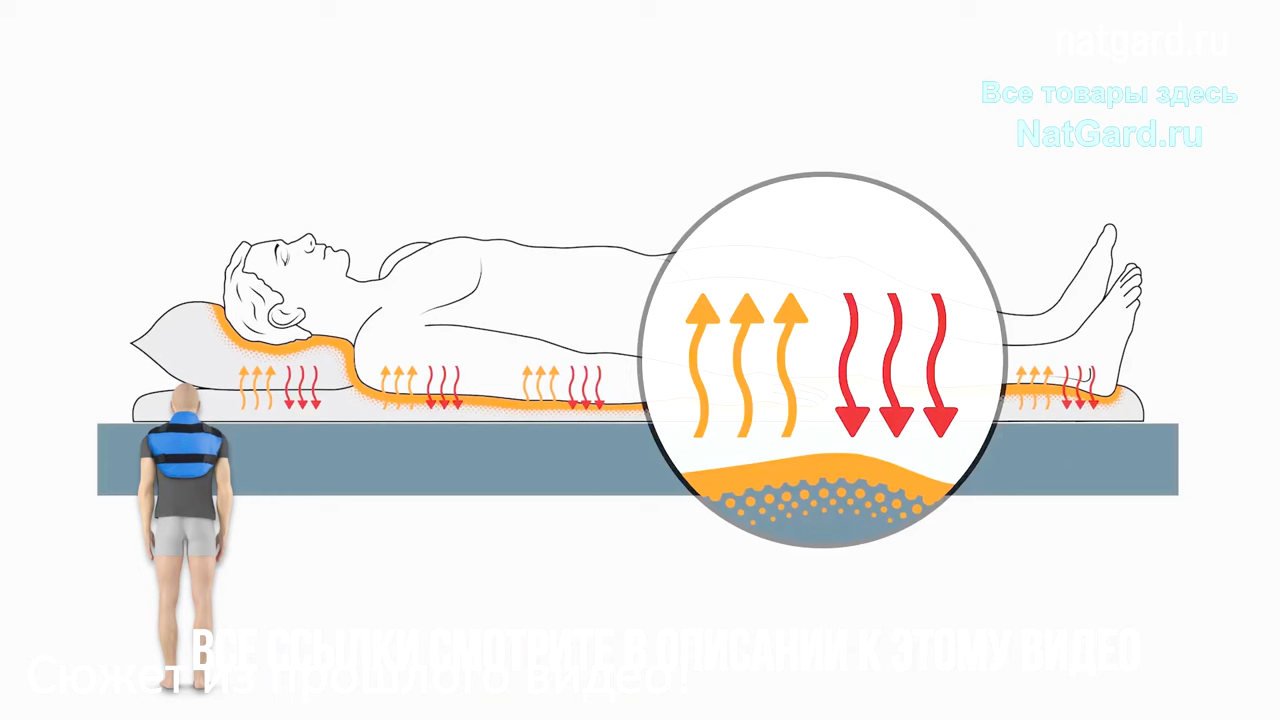 natgard.ru
Все товары здесь
NatGard.ru
ВСЕ ССЫЛКИ СМОТРИТЕ В ОПИСАНИИ К ЭТОМУ ВИДЕО
Сюжет из прошлого видео!